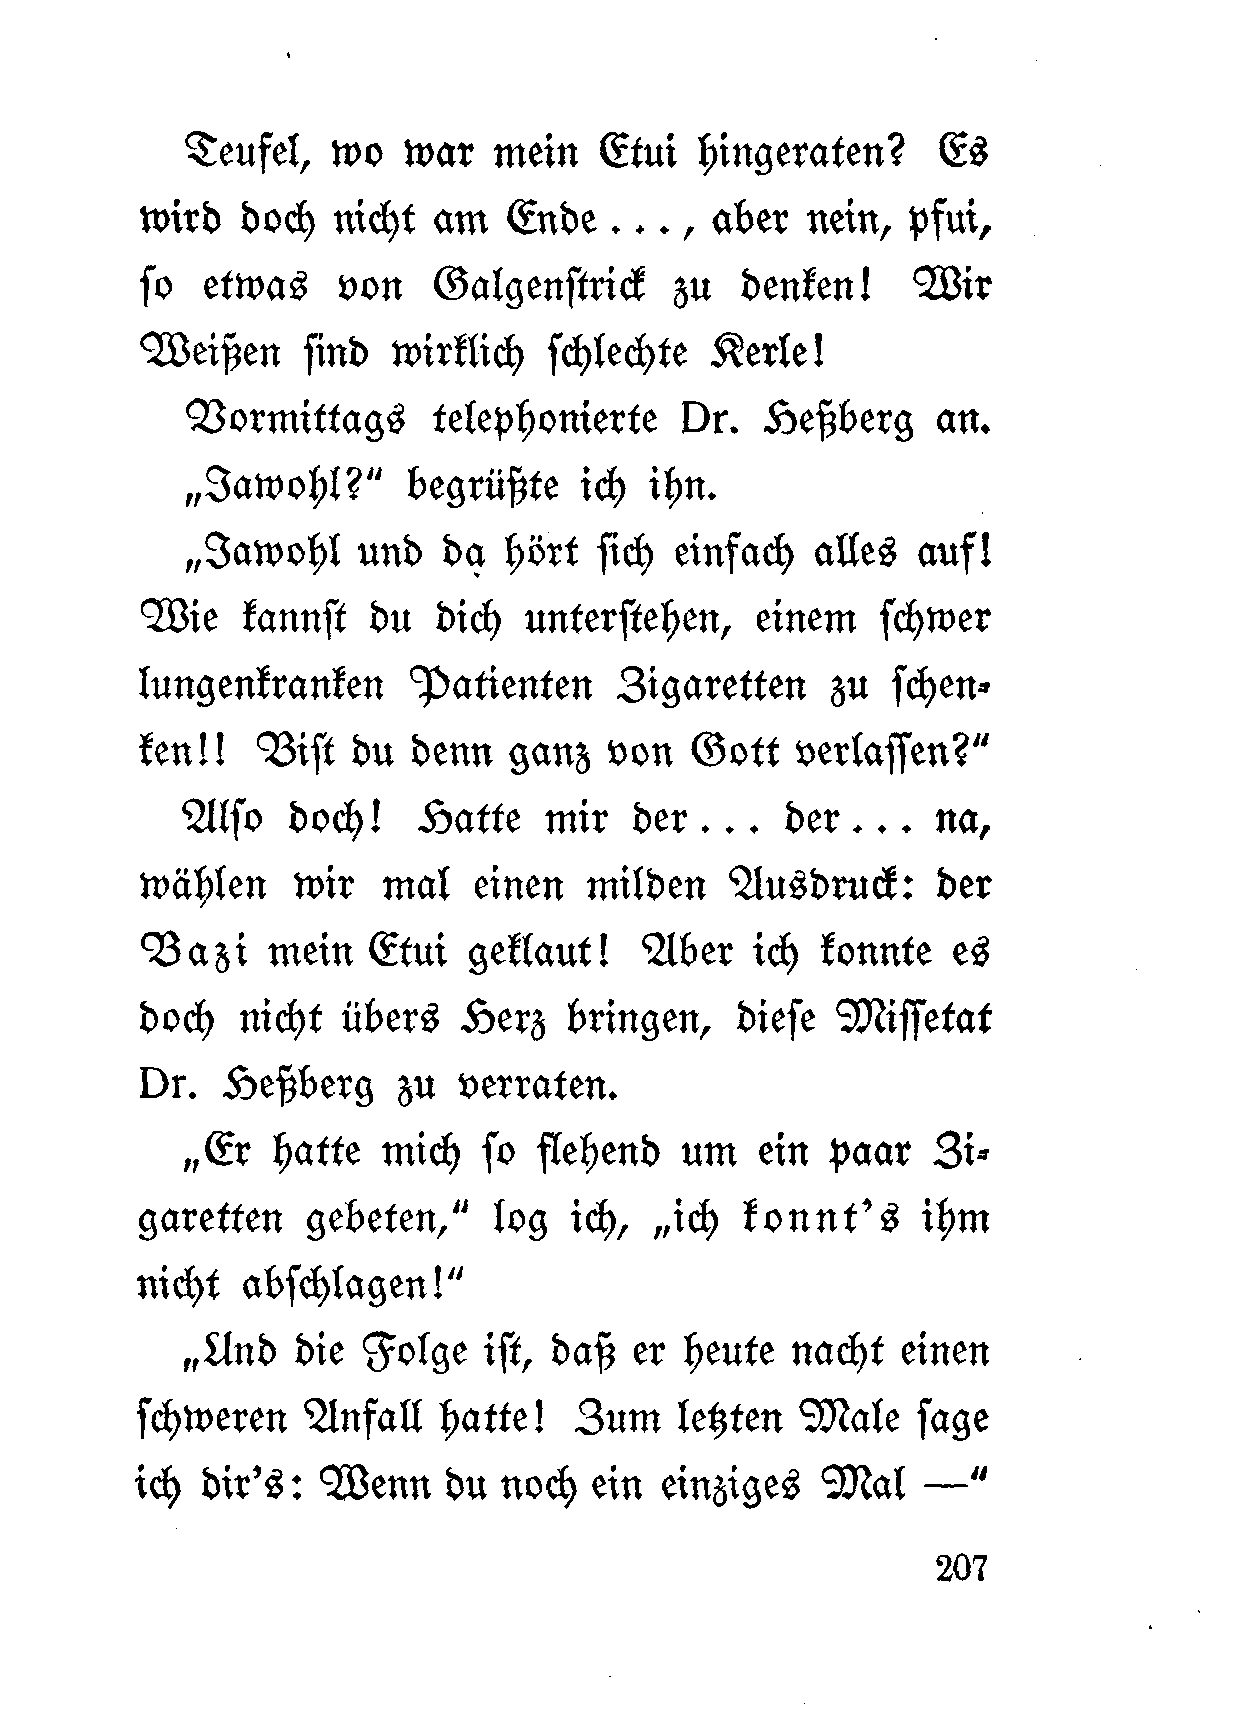 Teufel, wo war mein Etui hingeraten? Es
wird doch nicht am Ende . . ., aber nein, pfui,
so etwas von Galgenstrick zu denken! Wir
Weißen sind wirklich schlechte Kerle!
Vormittags telephonierte Dr. Heßberg an.
„Jawohl?“ begrüßte ich ihn.
„Jawohl und da hört sich einfach alles auf!
Wie kannst du dich unterstehen, einem schwer
lungenkranken Patienten Zigaretten zu schen-
ken!! Bist du denn ganz von Gott verlassen?“
Also doch! Hatte mir der . . . der . . . na,
wählen wir mal einen milden Ausdruck: der
Bazi mein Etui geklaut! Aber ich konnte es
doch nicht übers Herz bringen, diese Missetat
Dr. Heßberg zu verraten.
„Er hatte mich so flehend um ein paar Zi-
garetten gebeten,“ log ich, „ich konnt’s ihm
nicht abschlagen!“
„Und die Folge ist, daß er heute nacht einen
schweren Anfall hatte! Zum letzten Male sage
ich dir’s: Wenn du noch ein einziges Mal —“
207